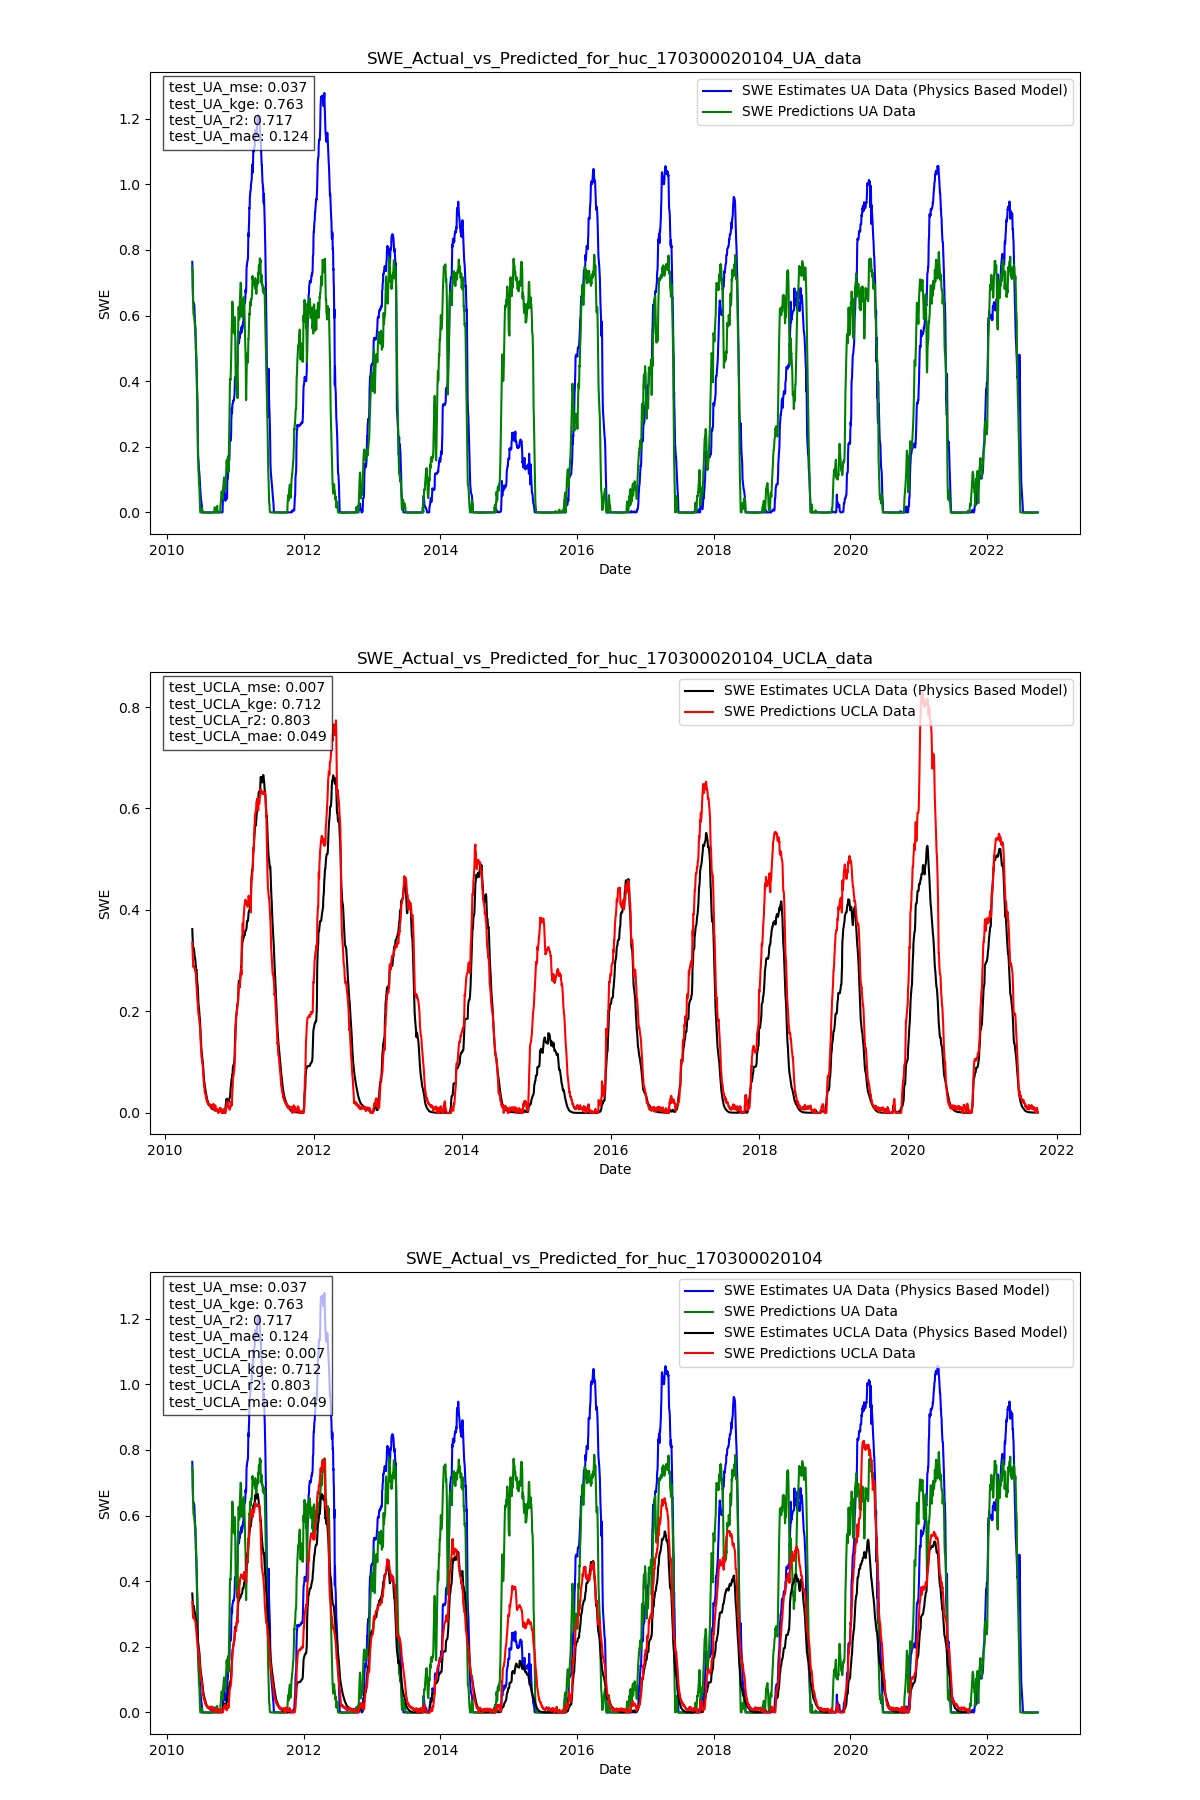 SWE_Actual_vs_Predicted_for_huc_170300020104_UA_data
test_UA_mse: 0.037
test_UA_kge: 0.763
test_UA_r2: 0.717
test_UA_mae: 0.124
SWE Estimates UA Data (Physics Based Model)
SWE Predictions UA Data
1.2
1.0
0.8
0.6
0.4
0.2
0.0
SWE
2010
2012
2014
2016
2018
2020
2022
Date
SWE_Actual_vs_Predicted_for_huc_170300020104_UCLA_data
test_UCLA_mse: 0.007
test_UCLA_kge: 0.712
test_UCLA_r2: 0.803
test_UCLA_mae: 0.049
SWE Estimates UCLA Data (Physics Based Model)
SWE Predictions UCLA Data
0.8
0.6
0.4
0.2
0.0
SWE
2010
2012
2014
2016
2018
2020
2022
Date
SWE_Actual_vs_Predicted_for_huc_170300020104
test_UA_mse: 0.037
test_UA_kge: 0.763
test_UA_r2: 0.717
test_UA_mae: 0.124
test_UCLA_mse: 0.007
test_UCLA_kge: 0.712
test_UCLA_r2: 0.803
test_UCLA_mae: 0.049
SWE Estimates UA Data (Physics Based Model)
SWE Predictions UA Data
SWE Estimates UCLA Data (Physics Based Model)
SWE Predictions UCLA Data
1.2
1.0
0.8
0.6
0.4
0.2
0.0
SWE
2010
2012
2014
2016
2018
2020
2022
Date